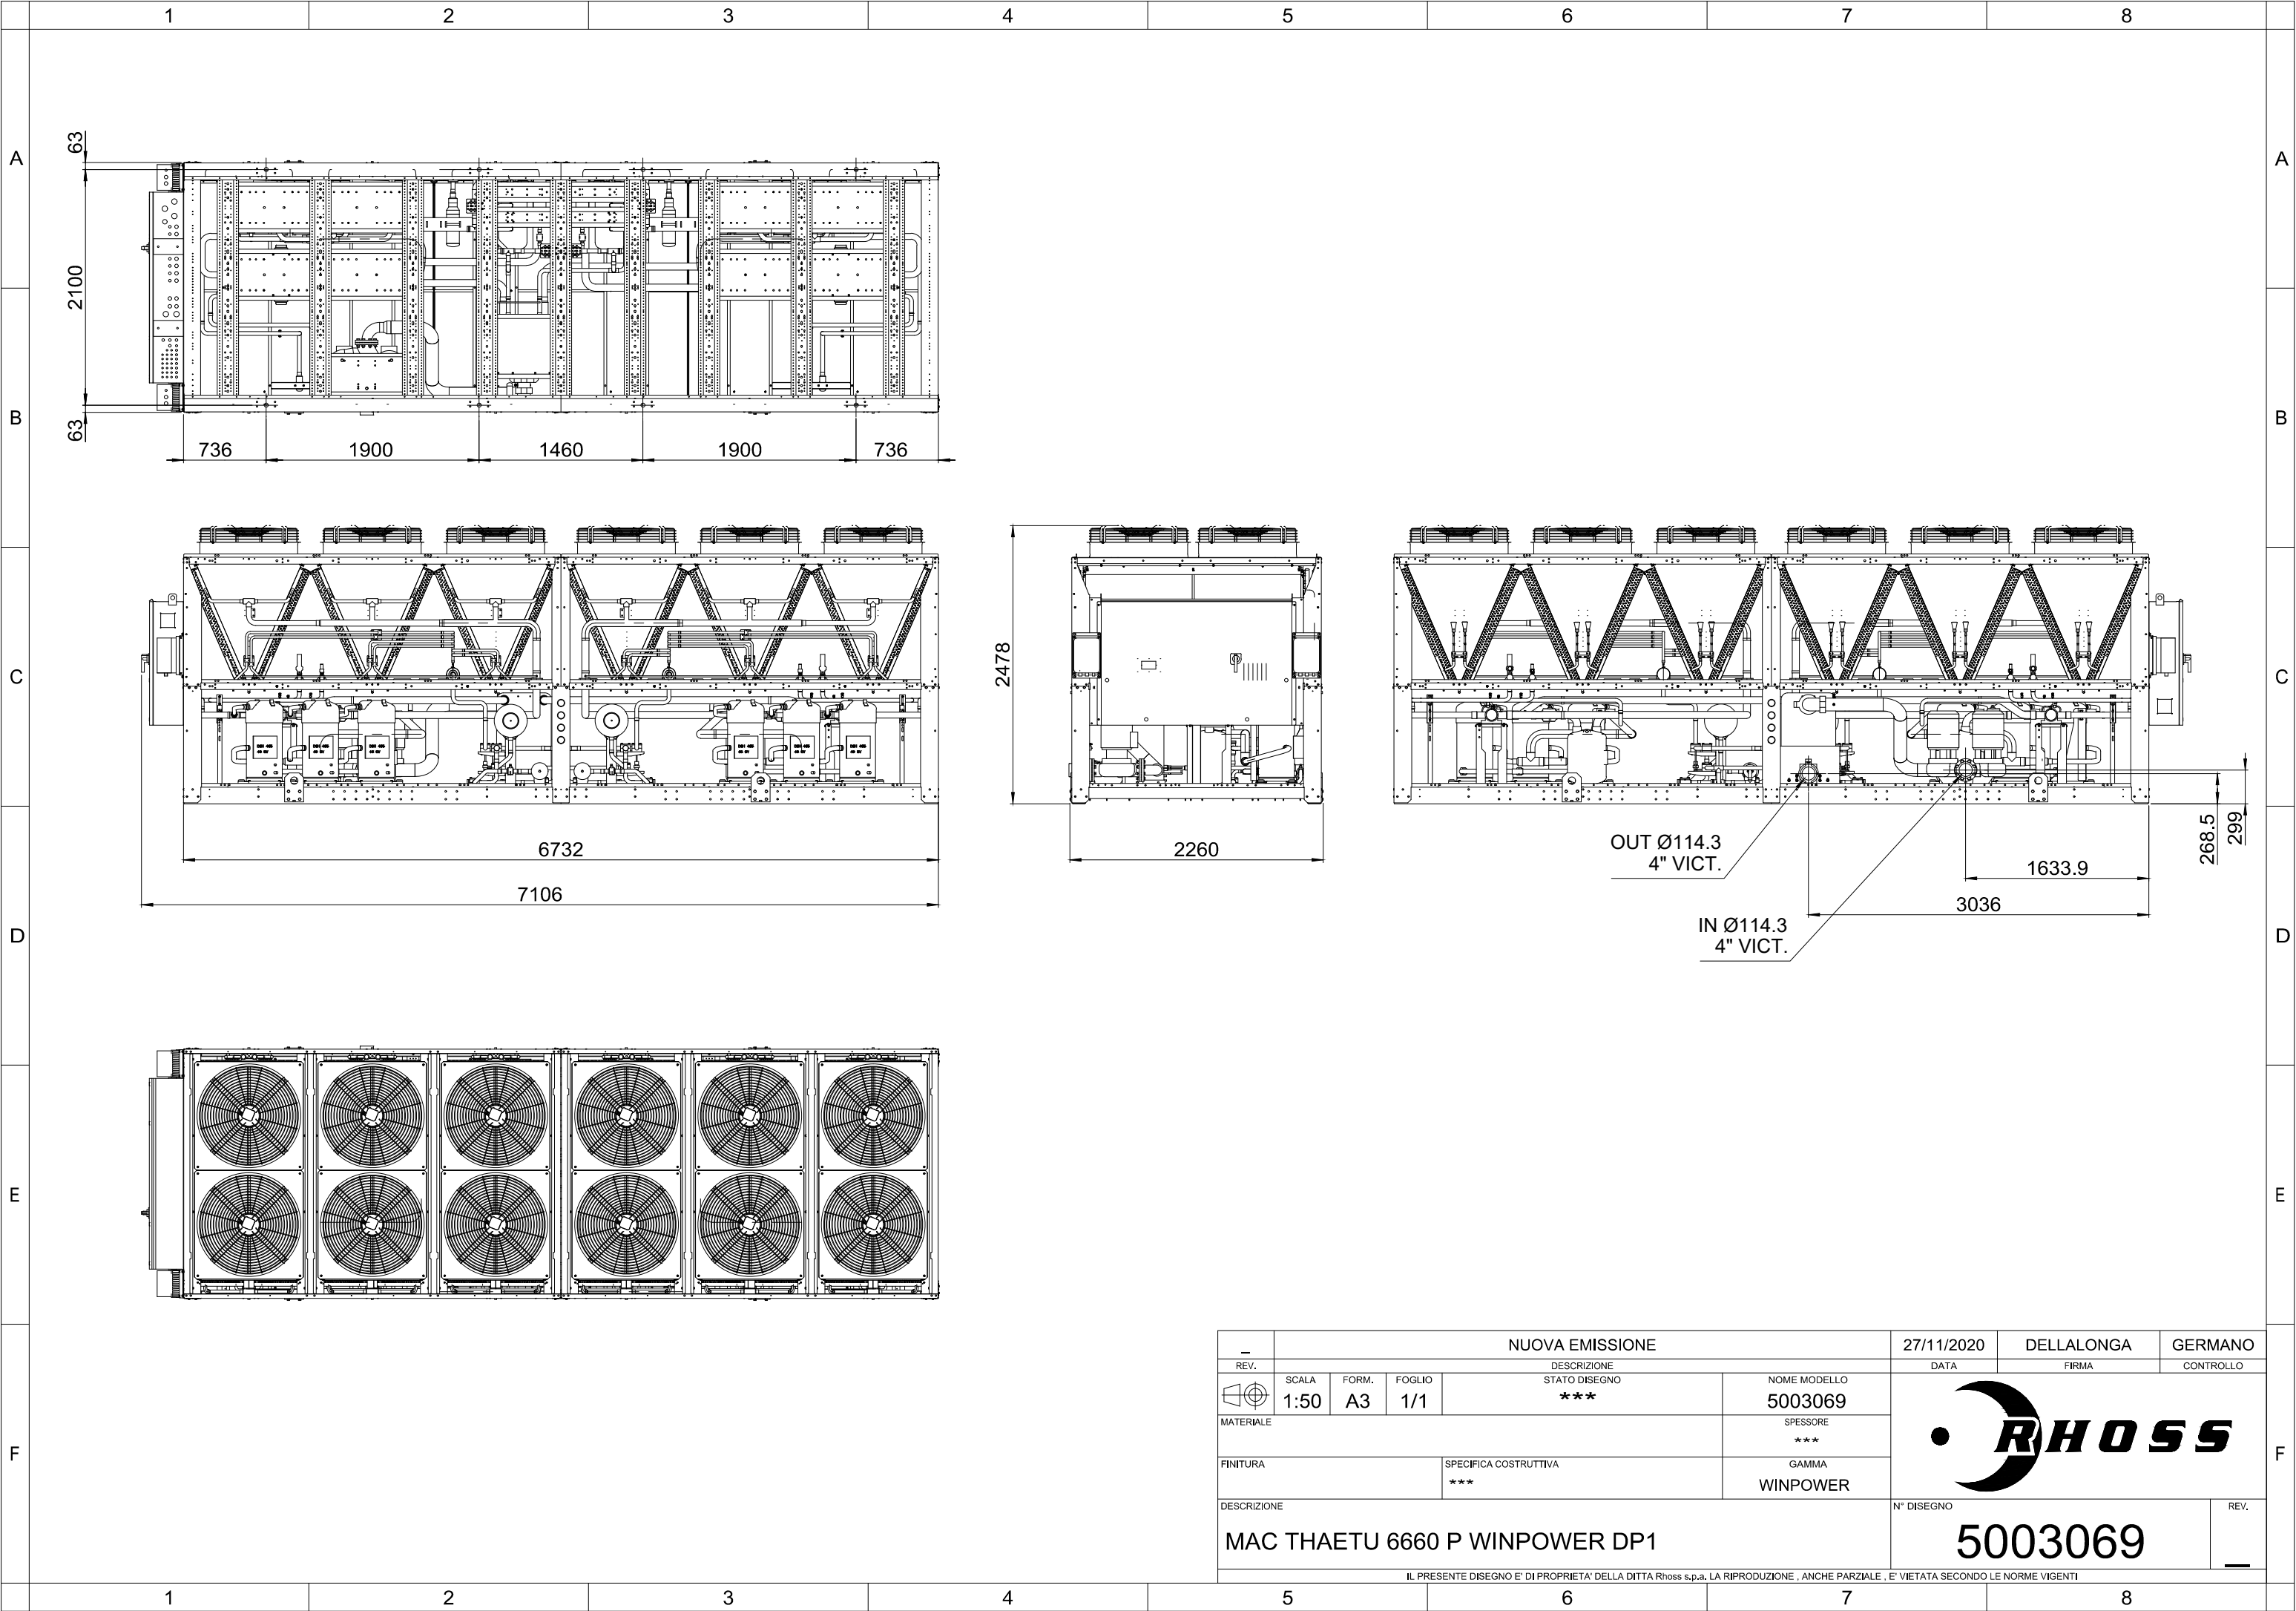 1 2 3 4 5 6 7 8
A A
63
2100
B B
63
736 1900 1460 1900 736
C C
2478
6732
7106
2260
OUT Ø114.3
4" VICT.
IN Ø114.3
4" VICT.
1633.9
3036
268.5
299
D D
E E
F F
_ NUOVA EMISSIONE 27/11/2020 DELLALONGA GERMANO
REV. DESCRIZIONE DATA FIRMA CONTROLLO
SCALA FORM. FOGLIO STATO DISEGNO NOME MODELLO
1:50 A3 1/1 *** 5003069
MATERIALE SPESSORE
***
RHOSS
FINITURA SPECIFICA COSTRUTTIVA GAMMA
*** WINPOWER
DESCRIZIONE N° DISEGNO REV.
MAC THAETU 6660 P WINPOWER DP1 5003069 _
IL PRESENTE DISEGNO E' DI PROPRIETA' DELLA DITTA Rhoss s.p.a. LA RIPRODUZIONE , ANCHE PARZIALE , E' VIETATA SECONDO LE NORME VIGENTI
1 2 3 4 5 6 7 8